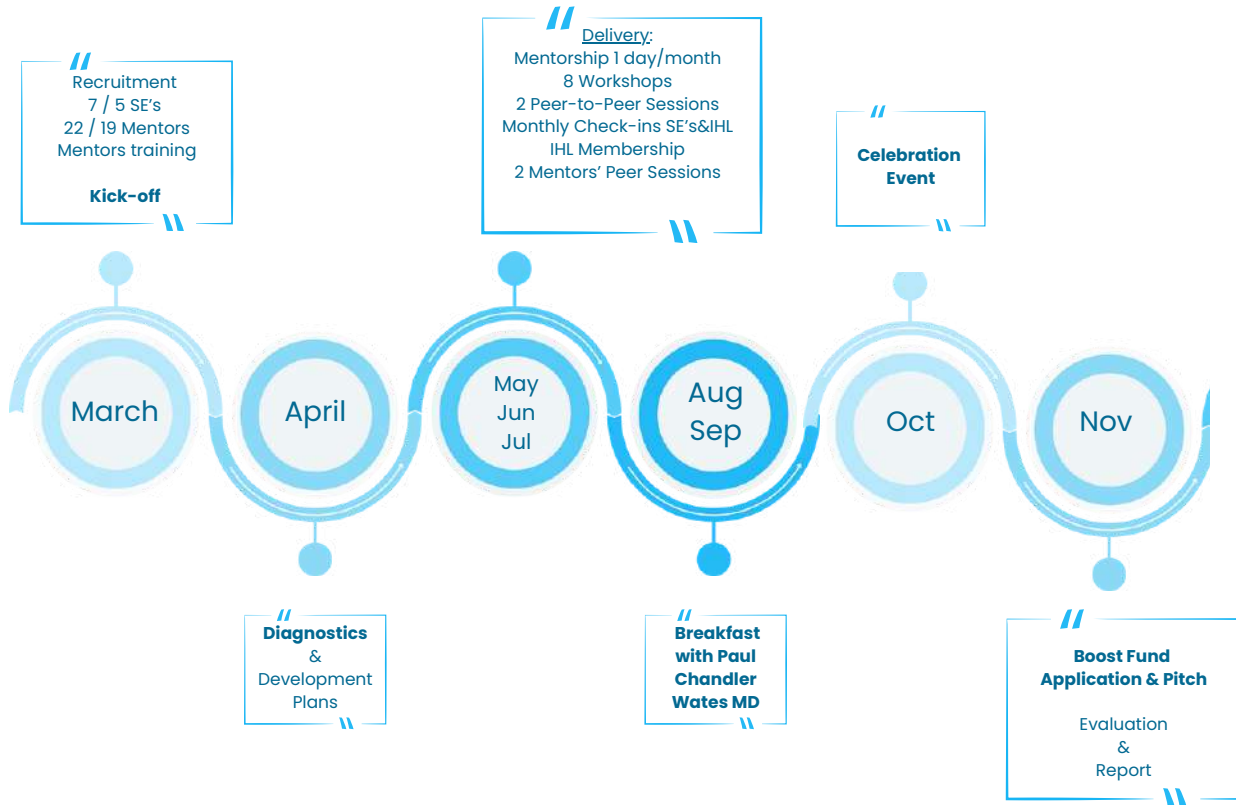 Recruitment
7 / 5 SE's
22 / 19 Mentors
Mentors training
Kick-off
Delivery:
Mentorship 1 day/month
8 Workshops
2 Peer-to-Peer Sessions
Monthly Check-ins SE's&IHL
IHL Membership
2 Mentors' Peer Sessions
Celebration
Event
March
April
May
Jun
Jul
Aug
Sep
Oct
Nov
Diagnostics
&
Development
Plans
Breakfast
with Paul
Chandler
Wates MD
Boost Fund
Application & Pitch
Evaluation
&
Report